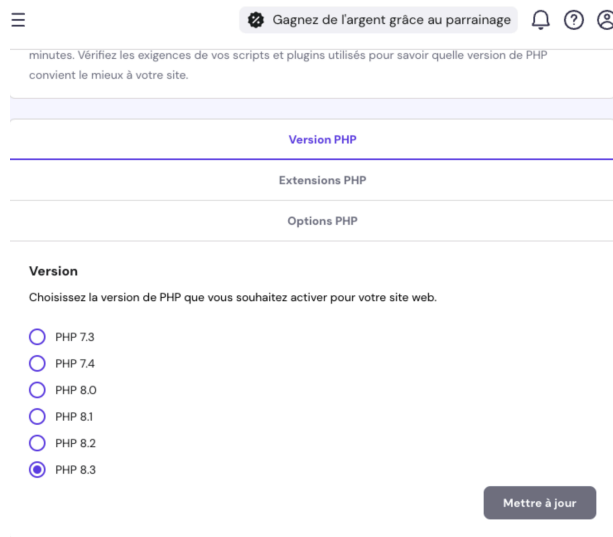 Gagnez de l'argent grâce au parrainage
minutes. Vérifiez les exigences de vos scripts et plugins utilisés pour savoir quelle version de PHP
convient le mieux à votre site.
Version PHP
Extensions PHP
Options PHP
Version
Choisissez la version de PHP que vous souhaitez activer pour votre site web.
PHP 7.3
PHP 7.4
PHP 8.0
PHP 8.1
PHP 8.2
PHP 8.3
Mettre à jour